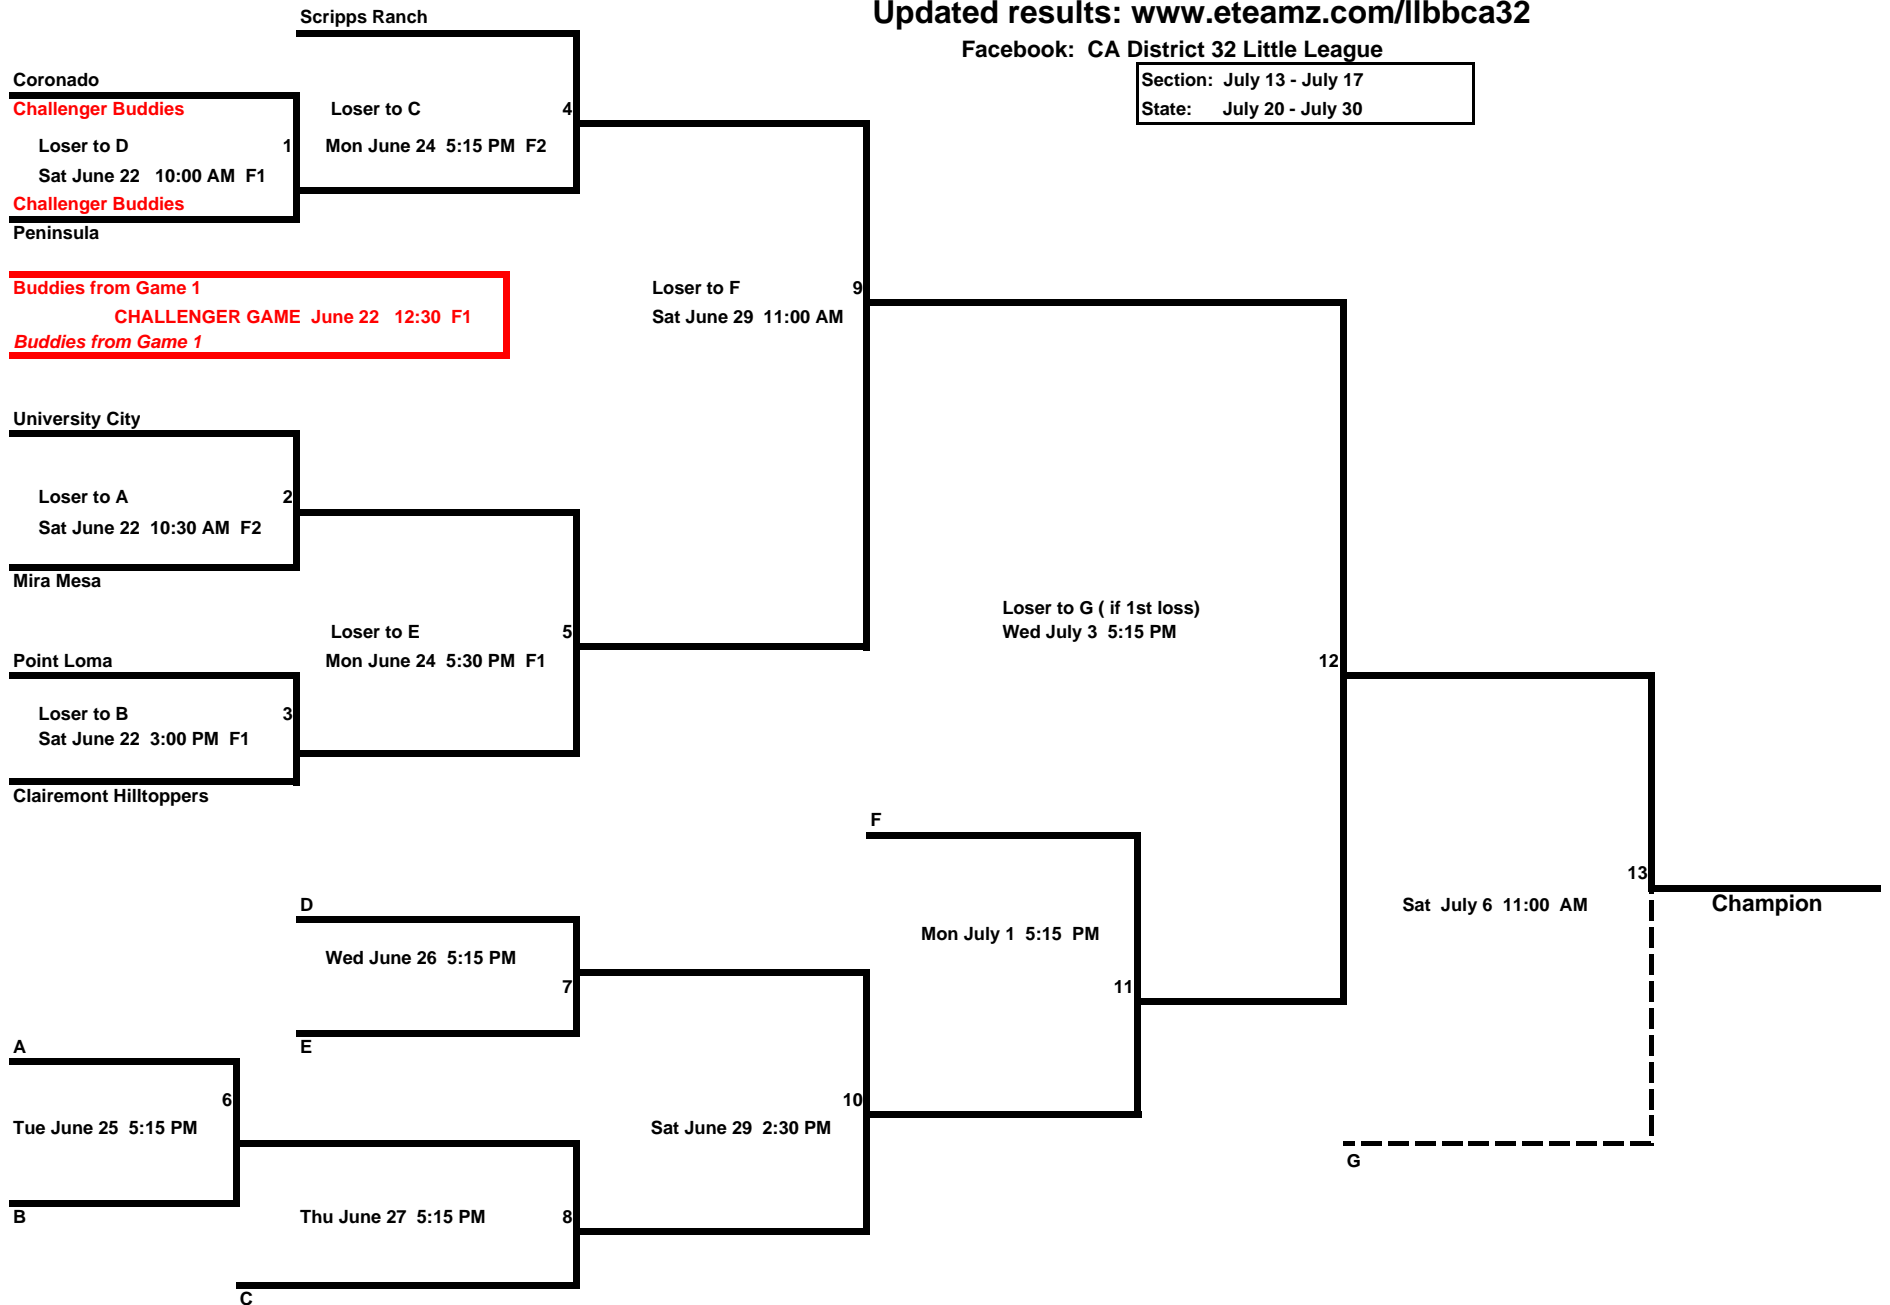 Updated results: www.eteamz.com/llbbca32
Facebook:  CA District 32 Little League
Section:  July 13 - July 17
State:  July 20 - July 30
Scripps Ranch
Coronado
Challenger Buddies
Loser to C
4
Loser to D
1
Mon June 24  5:15 PM  F2
Sat June 22  10:00 AM  F1
Challenger Buddies
Peninsula
Buddies from Game 1
CHALLENGER GAME  June 22  12:30  F1
Buddies from Game 1
Loser to F
9
Sat June 29  11:00 AM
University City
Loser to A
2
Sat June 22  10:30 AM  F2
Mira Mesa
Loser to G ( if 1st loss)
Wed July 3  5:15 PM
12
Loser to E
5
Mon June 24  5:30 PM  F1
Point Loma
Loser to B
3
Sat June 22  3:00 PM  F1
Clairemont Hilltoppers
F
13
Sat  July 6  11:00  AM
Champion
D
Mon July 1  5:15  PM
11
Wed June 26  5:15 PM
7
E
A
6
Tue June 25  5:15 PM
10
Sat June 29  2:30 PM
G
B
Thu June 27  5:15 PM
8
C